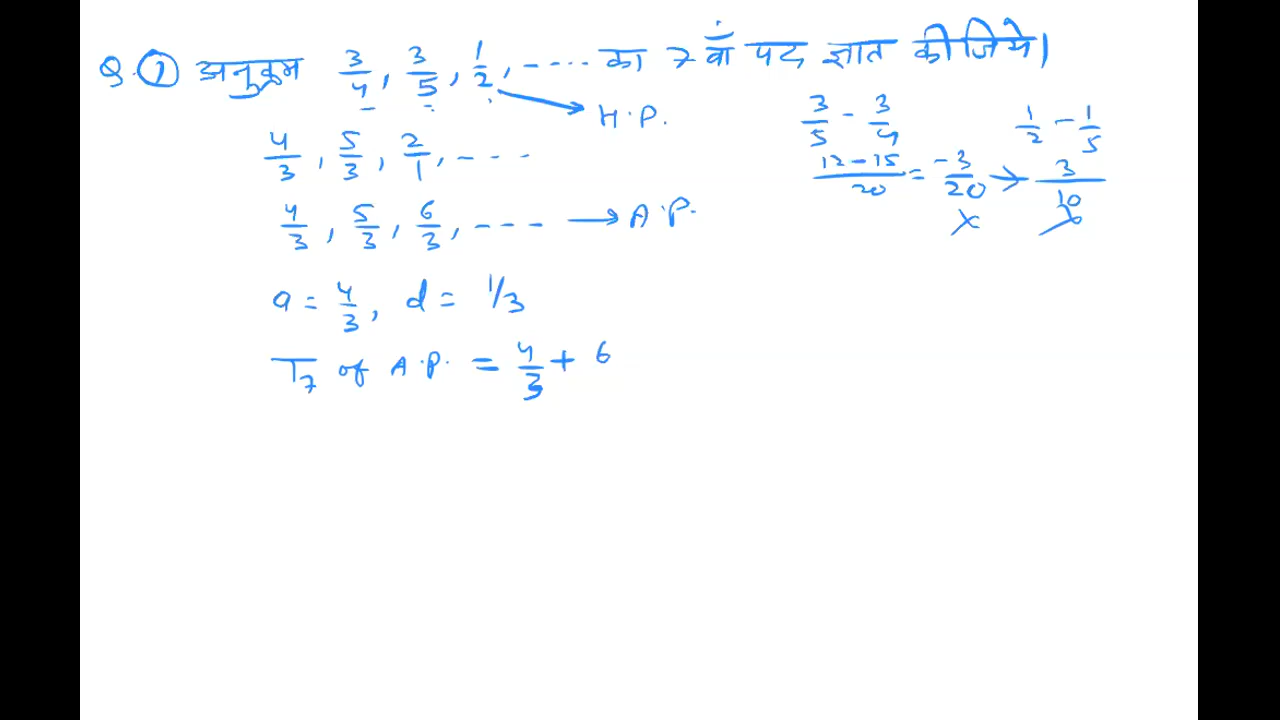 Q. ① अनुक्रम 3/4, 3/5, 1/2, ---.... का 7 वां पद ज्ञात कीजिये।
→ H.P.
4/3, 5/3, 2/1, ----
4/3, 5/3, 6/3, --- → A.P.
a = 4/3, d = 1/3
T7 of A.P. = 4/3 + 6
3/5 - 3/4
12-15/20 = -3/20 →
x
1/2 - 1/5
3/10